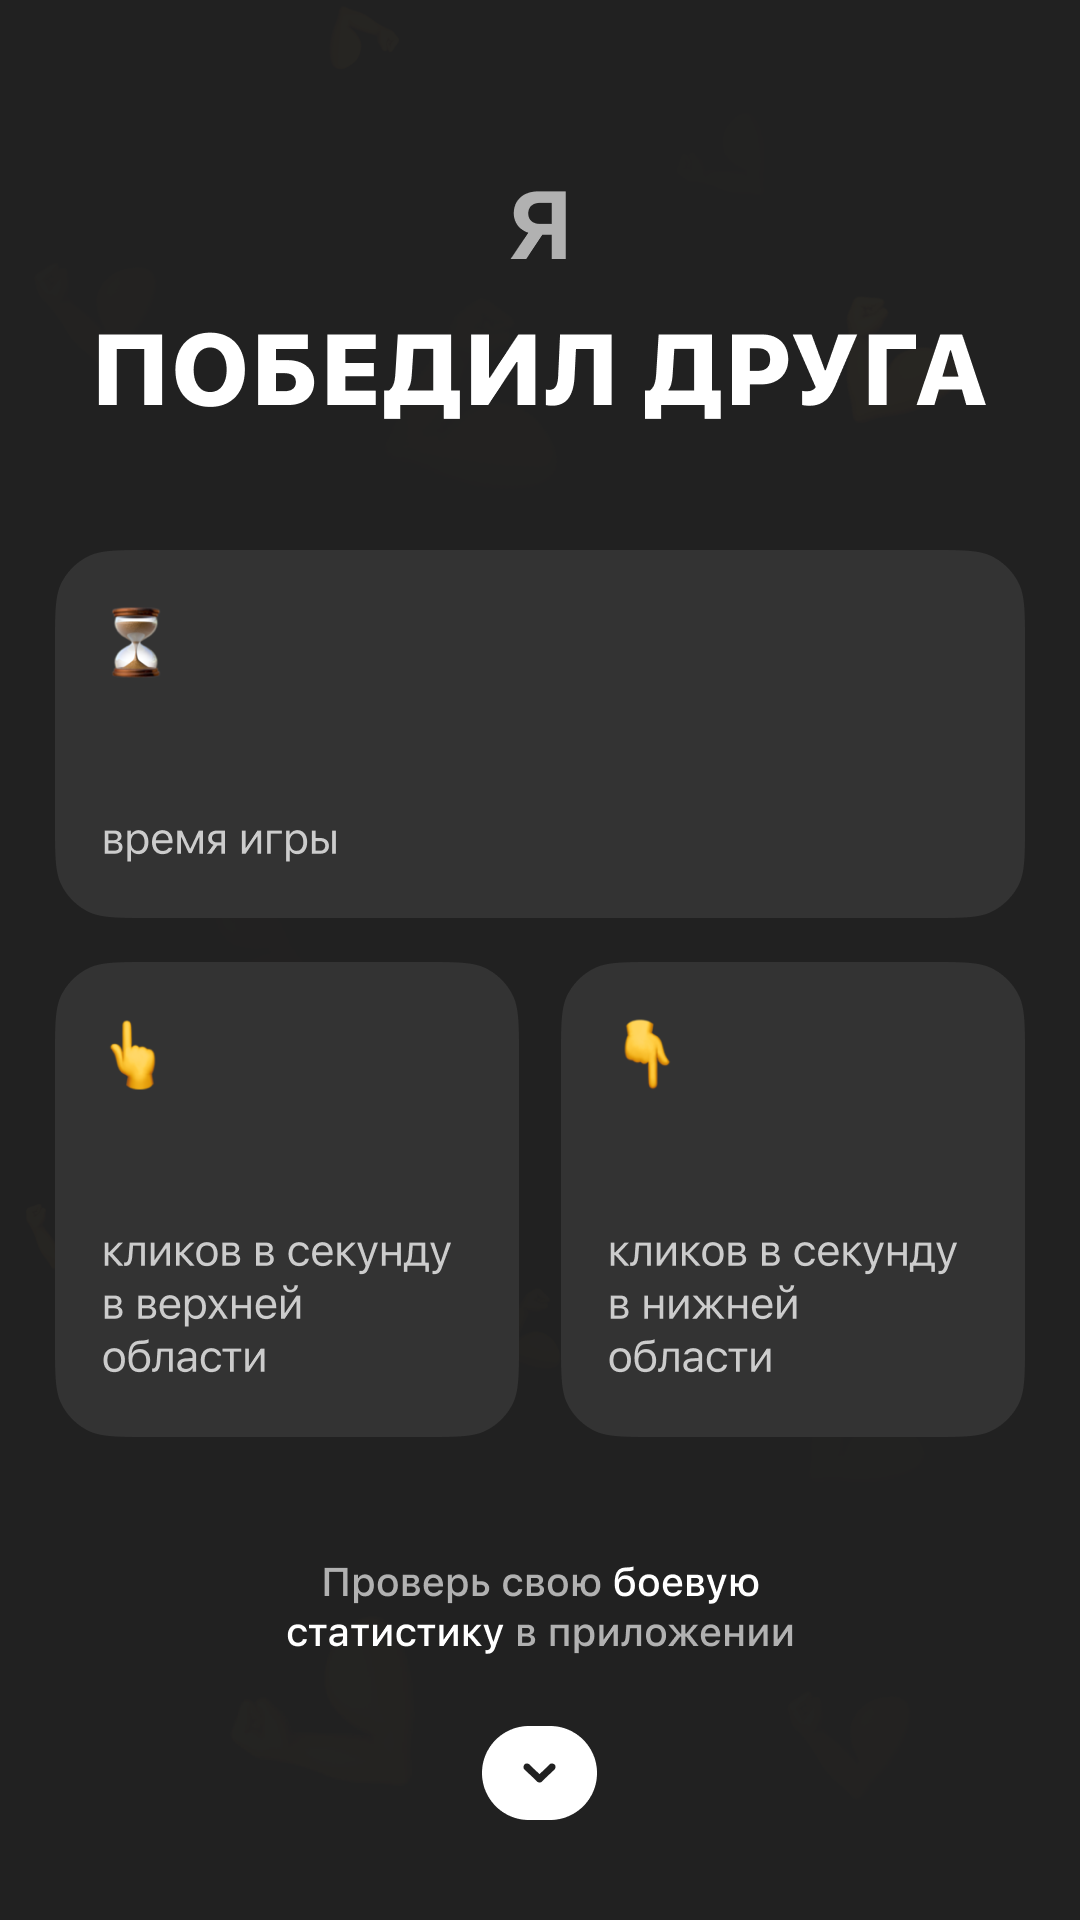 Я
ПОБЕДИЛ ДРУГА
время игры
кликов в секунду
в верхней
области
кликов в секунду
в нижней
области
Проверь свою боевую
статистику в приложении